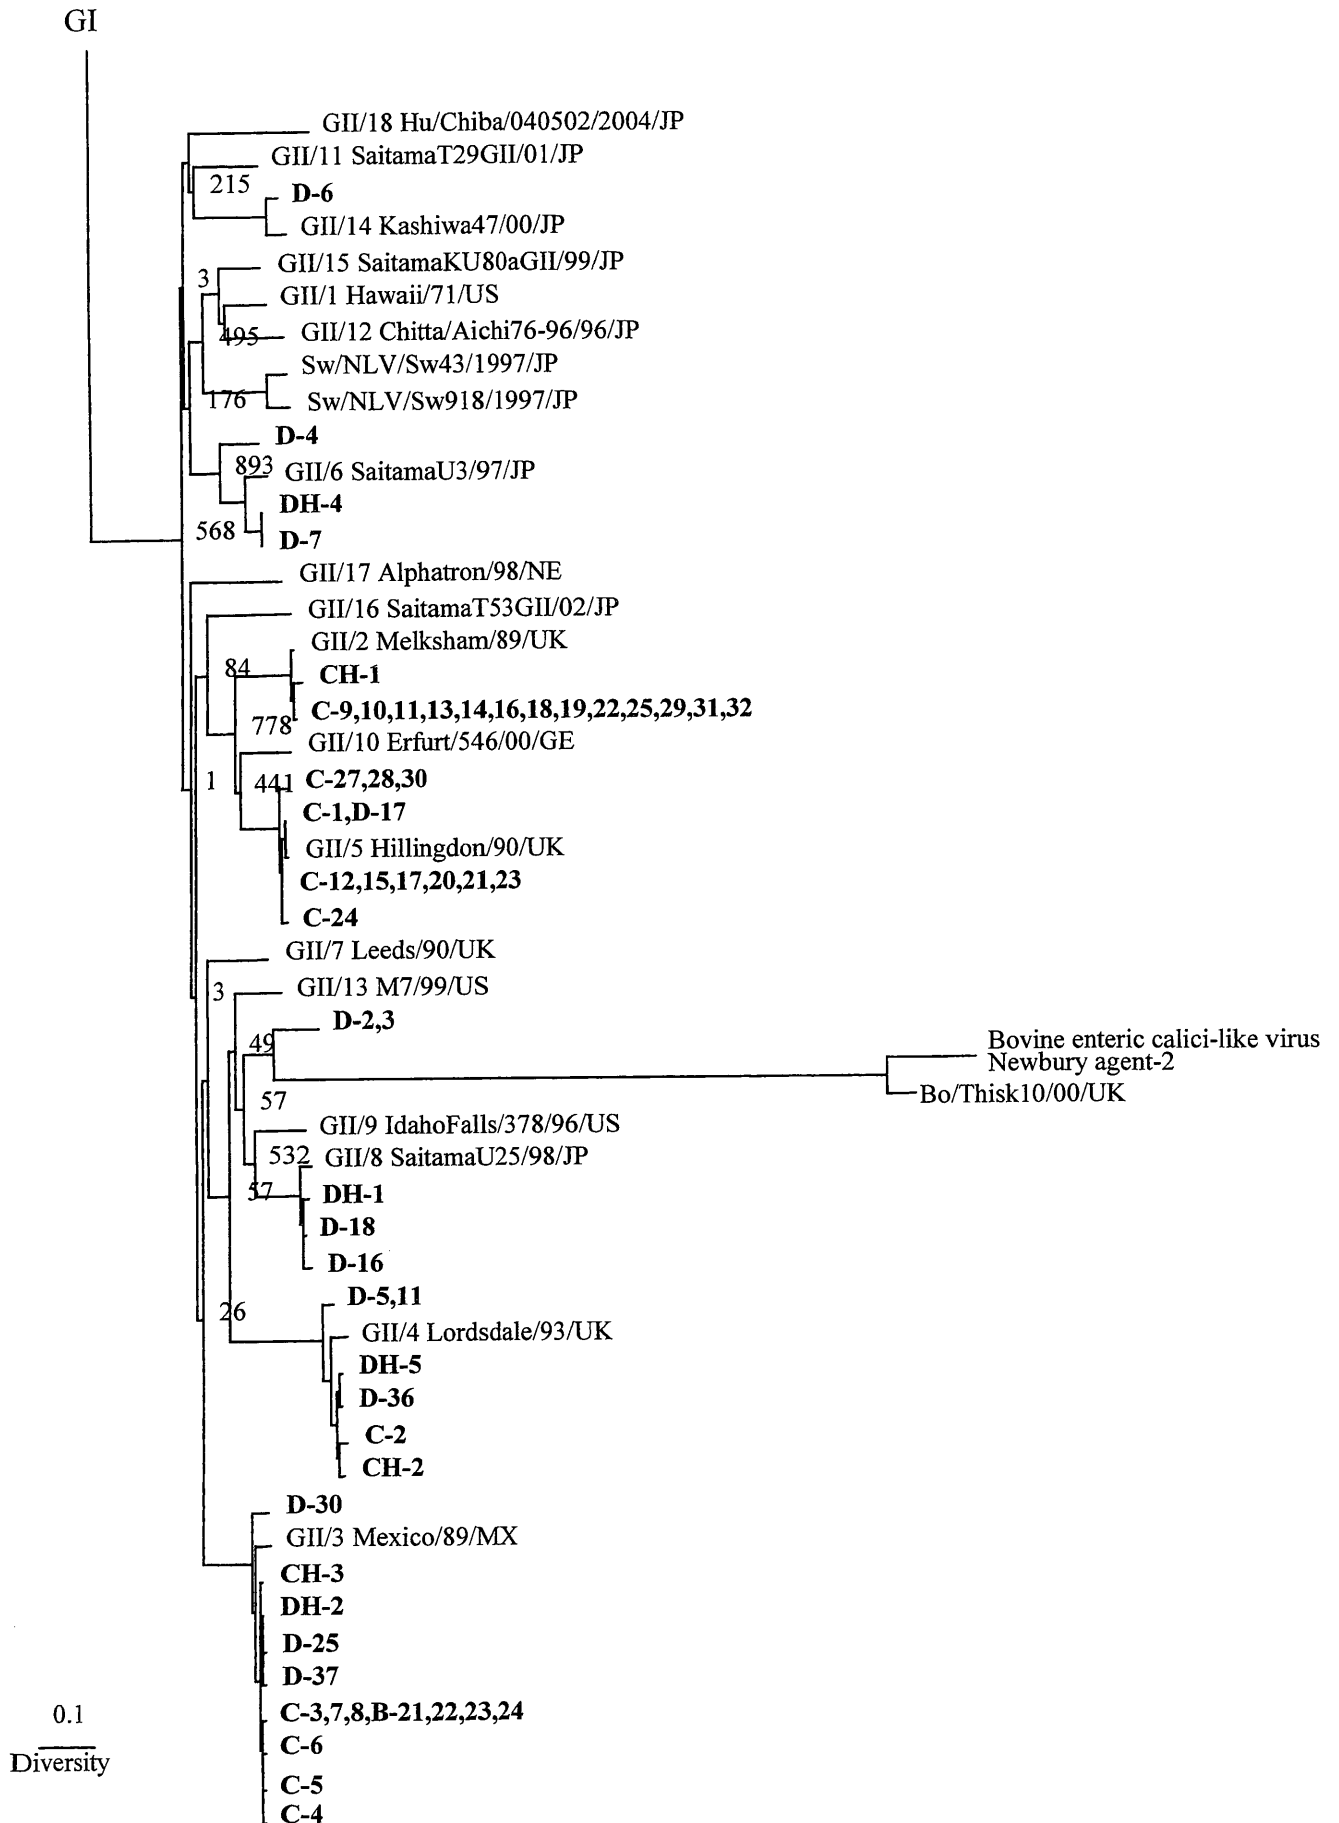 GI
GII/18 Hu/Chiba/040502/2004/JP
GII/11 SaitamaT29GII/01/JP
215
D-6
GII/14 Kashiwa47/00/JP
GII/15 SaitamaKU80aGII/99/JP
3
GII/1 Hawaii/71/US
495
GII/12 Chitta/Aichi76-96/96/JP
Sw/NLV/Sw43/1997/JP
176
Sw/NLV/Sw918/1997/JP
D-4
893
GII/6 SaitamaU3/97/JP
DH-4
568
D-7
GII/17 Alphatron/98/NE
GII/16 SaitamaT53GII/02/JP
GII/2 Melksham/89/UK
84
CH-1
C-9,10,11,13,14,16,18,19,22,25,29,31,32
778
GII/10 Erfurt/546/00/GE
1
441
C-27,28,30
C-1,D-17
GII/5 Hillingdon/90/UK
C-12,15,17,20,21,23
C-24
GII/7 Leeds/90/UK
3
GII/13 M7/99/US
D-2,3
49
Bovine enteric calici-like virus
Newbury agent-2
Bo/Thisk10/00/UK
57
GII/9 IdahoFalls/378/96/US
532
GII/8 SaitamaU25/98/JP
57
DH-1
D-18
D-16
D-5,11
26
GII/4 Lordsdale/93/UK
DH-5
D-36
C-2
CH-2
D-30
GII/3 Mexico/89/MX
CH-3
DH-2
D-25
D-37
C-3,7,8,B-21,22,23,24
0.1
C-6
Diversity
C-5
C-4